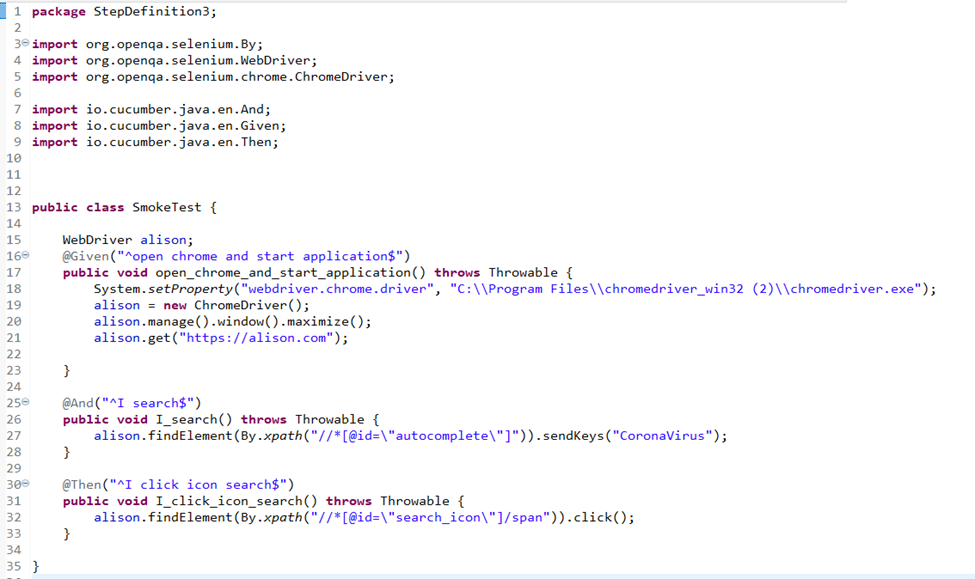 1 package StepDefinition3;
2
3 import org.openqa.selenium.By;
4 import org.openqa.selenium.WebDriver;
5 import org.openqa.selenium.chrome.ChromeDriver;
6
7 import io.cucumber.java.en.And;
8 import io.cucumber.java.en.Given;
9 import io.cucumber.java.en.Then;
10
11
12
13 public class SmokeTest {
14
15     WebDriver alison;
16     @Given("^open chrome and start application$")
17     public void open_chrome_and_start_application() throws Throwable {
18         System.setProperty("webdriver.chrome.driver", "C:\\Program Files\\chromedriver_win32 (2)\\chromedriver.exe");
19         alison = new ChromeDriver();
20         alison.manage().window().maximize();
21         alison.get("https://alison.com");
22
23     }
24
25     @And("^I search$")
26     public void I_search() throws Throwable {
27         alison.findElement(By.xpath("//*[@id=\"autocomplete\"]")).sendKeys("CoronaVirus");
28     }
29
30     @Then("^I click icon search$")
31     public void I_click_icon_search() throws Throwable {
32         alison.findElement(By.xpath("//*[@id=\"search_icon\"]/span")).click();
33     }
34
35 }